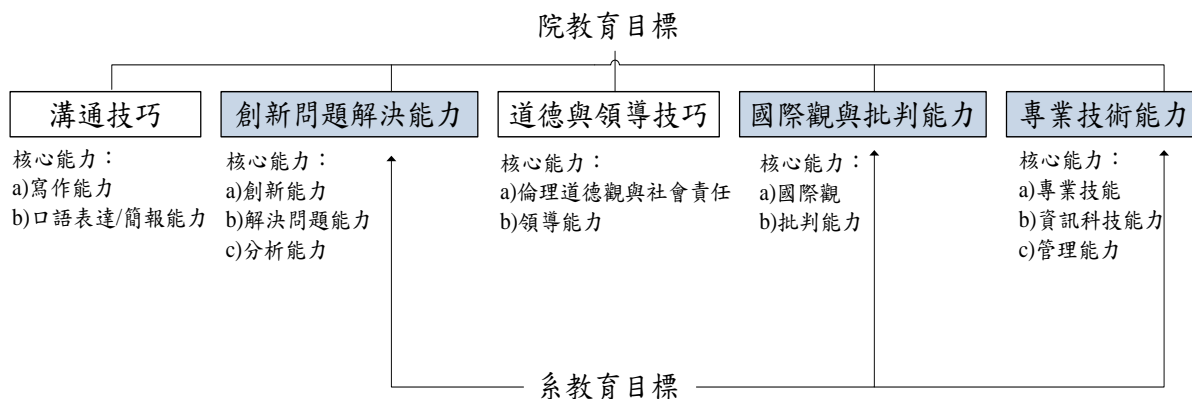 院教育目標
溝通技巧
核心能力：
a)寫作能力
b)口語表達/簡報能力
創新問題解決能力
核心能力：
a)創新能力
b)解決問題能力
c)分析能力
道德與領導技巧
核心能力：
a)倫理道德觀與社會責任
b)領導能力
國際觀與批判能力
核心能力：
a)國際觀
b)批判能力
專業技術能力
核心能力：
a)專業技能
b)資訊科技能力
c)管理能力
系教育目標